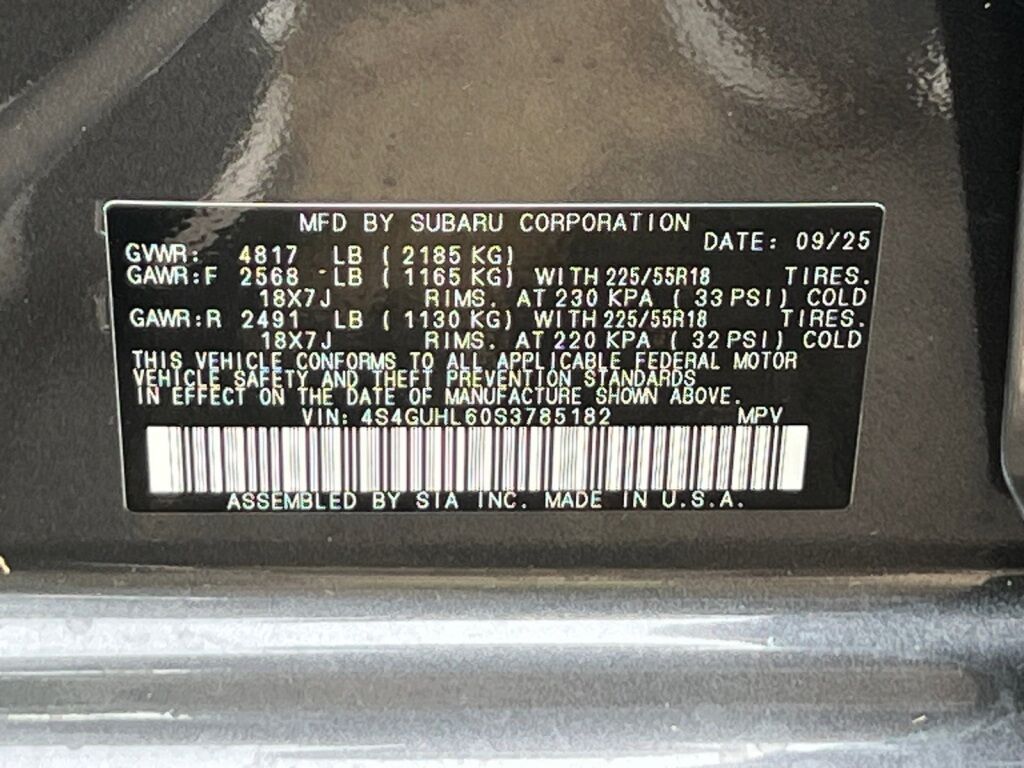 MFD BY SUBARU CORPORATION
DATE: 09/25
GVWR: 4817 LB ( 2185 KG)
GAWR:F 2568 LB ( 1165 KG) WITH 225/55R18 TIRES.
18X7J RIMS. AT 230 KPA ( 33 PSI) COLD
GAWR:R 2491 LB ( 1130 KG) WITH 225/55R18 TIRES.
18X7J RIMS. AT 220 KPA ( 32 PSI) COLD
THIS VEHICLE CONFORMS TO ALL APPLICABLE FEDERAL MOTOR
VEHICLE SAFETY AND THEFT PREVENTION STANDARDS
IN EFFECT ON THE DATE OF MANUFACTURE SHOWN ABOVE.
VIN: 4S4GUHL60S3785182 MPV
ASSEMBLED BY SIA INC. MADE IN U.S.A.